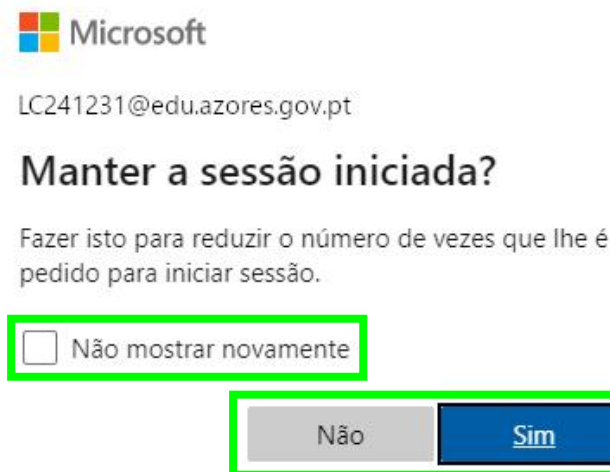 Microsoft
LC241231@edu.azores.gov.pt
Manter a sessão iniciada?
Fazer isto para reduzir o número de vezes que lhe é
pedido para iniciar sessão.
Não mostrar novamente
Não Sim